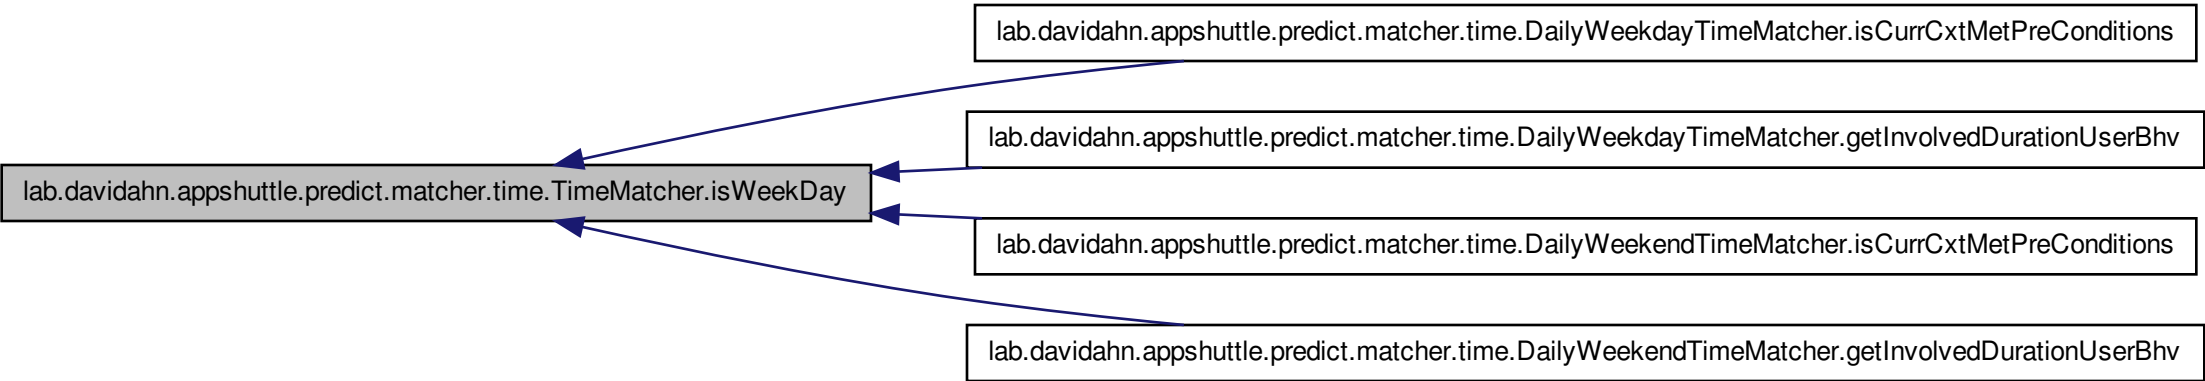 lab.davidahn.appshuttle.predict.matcher.time.DailyWeekdayTimeMatcher.isCurrCxtMetPreConditions
lab.davidahn.appshuttle.predict.matcher.time.DailyWeekdayTimeMatcher.getInvolvedDurationUserBhv
lab.davidahn.appshuttle.predict.matcher.time.TimeMatcher.isWeekDay
lab.davidahn.appshuttle.predict.matcher.time.DailyWeekendTimeMatcher.isCurrCxtMetPreConditions
lab.davidahn.appshuttle.predict.matcher.time.DailyWeekendTimeMatcher.getInvolvedDurationUserBhv